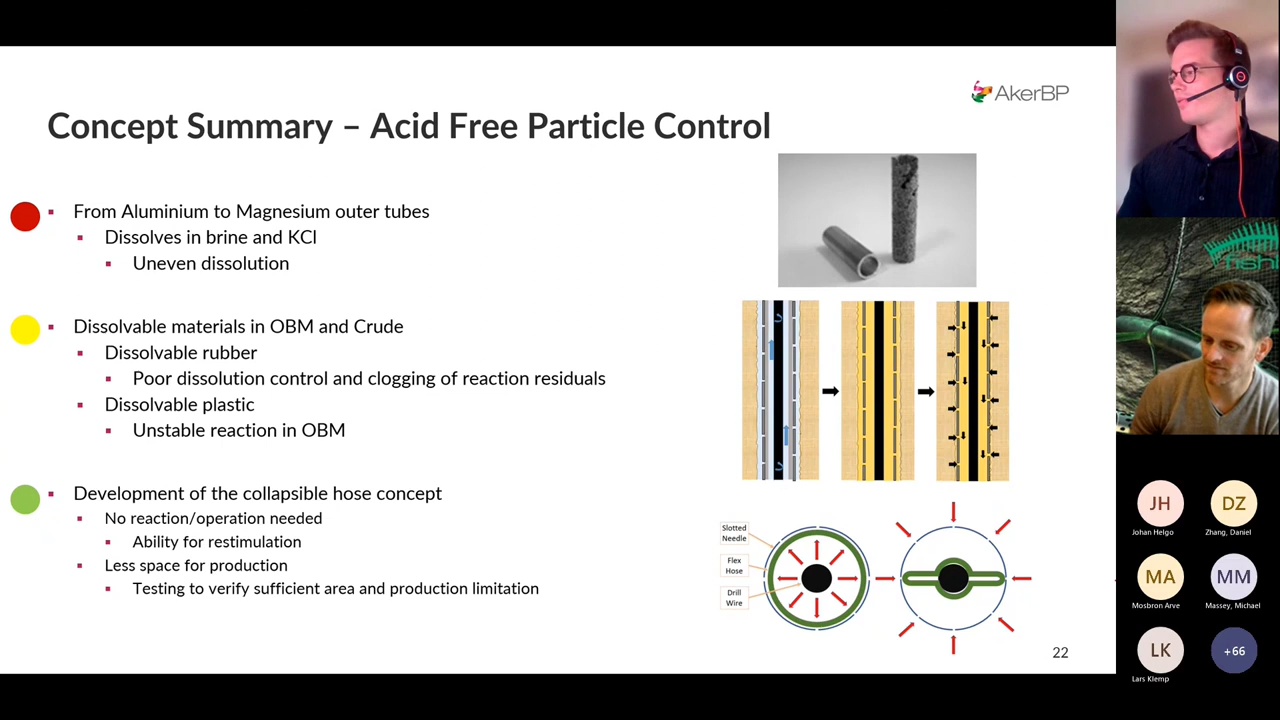 AkerBP
Concept Summary – Acid Free Particle Control
From Aluminium to Magnesium outer tubes
Dissolves in brine and KCl
Uneven dissolution
Dissolvable materials in OBM and Crude
Dissolvable rubber
Poor dissolution control and clogging of reaction residuals
Dissolvable plastic
Unstable reaction in OBM
Development of the collapsible hose concept
No reaction/operation needed
Ability for restimulation
Less space for production
Testing to verify sufficient area and production limitation
Slotted
Needle
Flex
Hose
Drill
Wire
22
fish
JH
Johan Helgo
DZ
Zhang, Daniel
MA
Mosbron Arve
MM
Massey, Michael
LK
Lars Klemp
+66